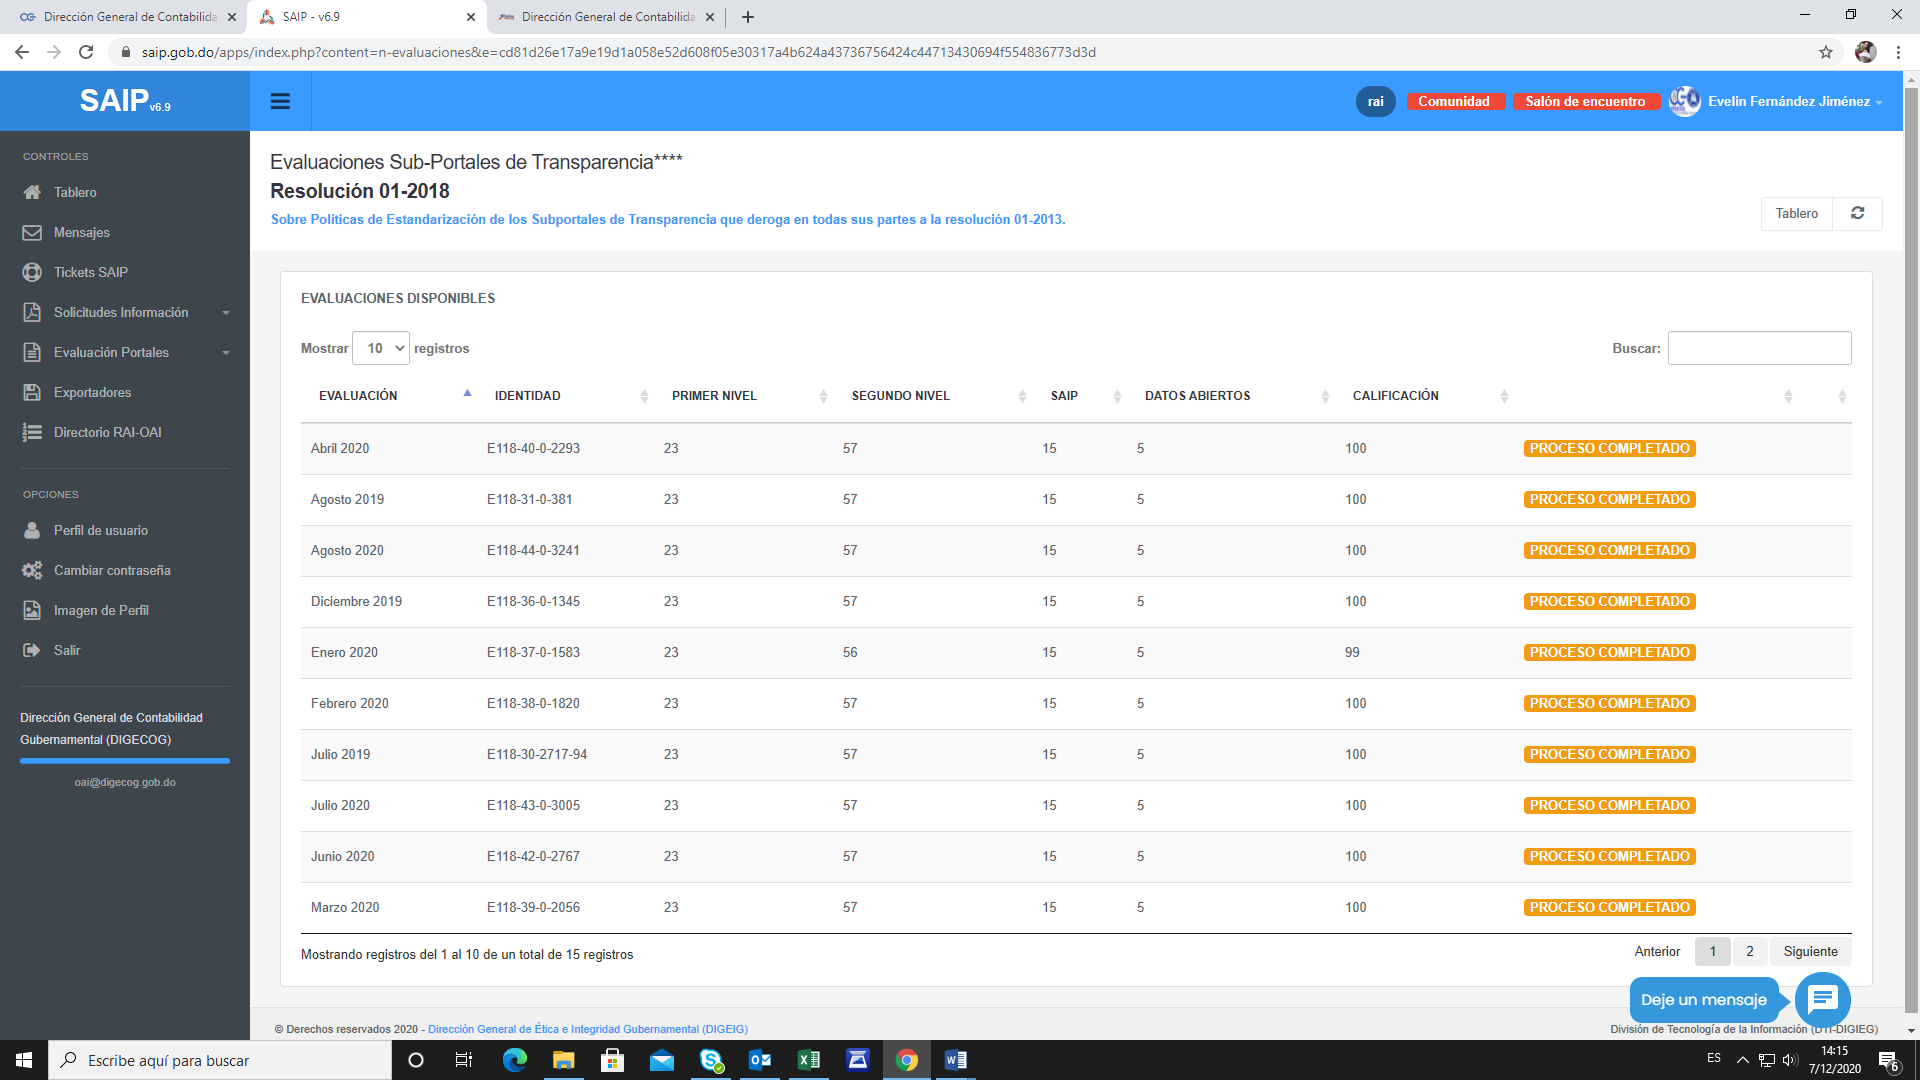 Dirección General de Contabilida
SAIP - v6.9
Dirección General de Contabilida
saip.gob.do/apps/index.php?content=n-evaluaciones&e=cd81d26e17a9e19d1a058e52d608f05e30317a4b624a43736756424c44713430694f554836773d3d
SAIP v6.9
rai
Comunidad
Salón de encuentro
Evelin Fernández Jiménez
CONTROLES
Tablero
Mensajes
Tickets SAIP
Solicitudes Información
Evaluación Portales
Exportadores
Directorio RAI-OAI
OPCIONES
Perfil de usuario
Cambiar contraseña
Imagen de Perfil
Salir
Dirección General de Contabilidad
Gubernamental (DIGECOG)
oai@digecog.gob.do
Evaluaciones Sub-Portales de Transparencia****
Resolución 01-2018
Sobre Políticas de Estandarización de los Subportales de Transparencia que deroga en todas sus partes a la resolución 01-2013.
Tablero
EVALUACIONES DISPONIBLES
Mostrar 10 registros
Buscar:
EVALUACIÓN IDENTIDAD PRIMER NIVEL SEGUNDO NIVEL SAIP DATOS ABIERTOS CALIFICACIÓN
Abril 2020 E118-40-0-2293 23 57 15 5 100 PROCESO COMPLETADO
Agosto 2019 E118-31-0-381 23 57 15 5 100 PROCESO COMPLETADO
Agosto 2020 E118-44-0-3241 23 57 15 5 100 PROCESO COMPLETADO
Diciembre 2019 E118-36-0-1345 23 57 15 5 100 PROCESO COMPLETADO
Enero 2020 E118-37-0-1583 23 56 15 5 99 PROCESO COMPLETADO
Febrero 2020 E118-38-0-1820 23 57 15 5 100 PROCESO COMPLETADO
Julio 2019 E118-30-2717-94 23 57 15 5 100 PROCESO COMPLETADO
Julio 2020 E118-43-0-3005 23 57 15 5 100 PROCESO COMPLETADO
Junio 2020 E118-42-0-2767 23 57 15 5 100 PROCESO COMPLETADO
Marzo 2020 E118-39-0-2056 23 57 15 5 100 PROCESO COMPLETADO
Mostrando registros del 1 al 10 de un total de 15 registros
Anterior 1 2 Siguiente
Deje un mensaje
© Derechos reservados 2020 - Dirección General de Ética e Integridad Gubernamental (DIGEIG)
División de Tecnología de la Información (DTI-DIGIEG)
Escribe aquí para buscar
ES
14:15
7/12/2020
6